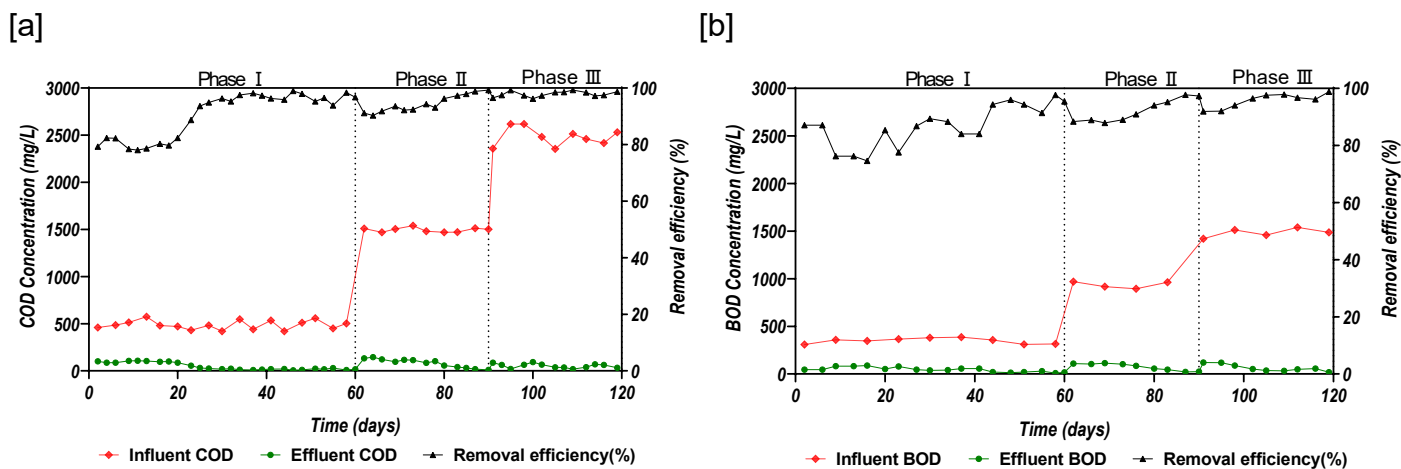 [a]
Phase Ⅰ
Phase Ⅱ
Phase Ⅲ
COD Concentration (mg/L)
3000
2500
2000
1500
1000
500
0
100
80
60
40
20
0
Removal efficiency (%)
0 20 40 60 80 100 120
Time (days)
Influent COD Effluent COD Removal efficiency(%)
[b]
Phase Ⅰ
Phase Ⅱ
Phase Ⅲ
BOD Concentration (mg/L)
3000
2500
2000
1500
1000
500
0
100
80
60
40
20
0
Removal efficiency (%)
0 20 40 60 80 100 120
Time (days)
Influent BOD Effluent BOD Removal efficiency(%)